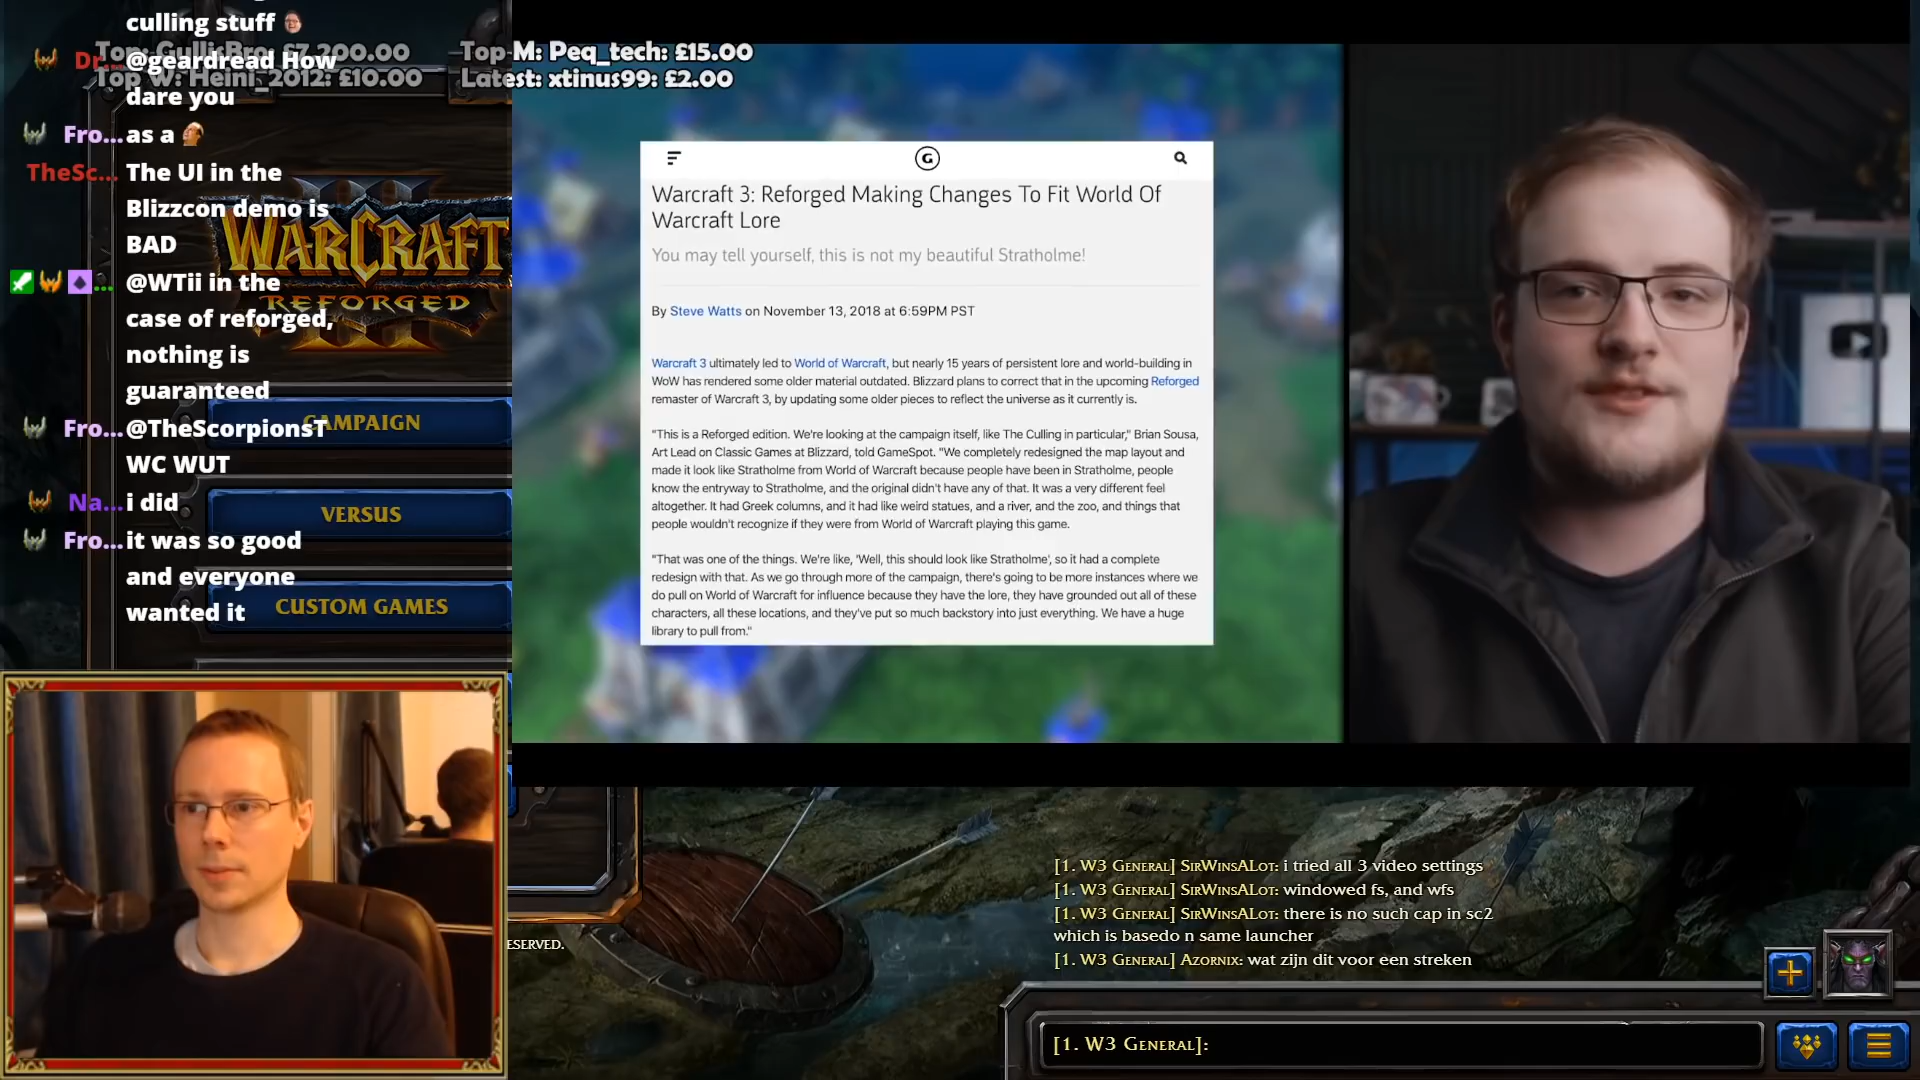 culling stuff
Top: GullisBro: £7,200.00
Top M: Peq_tech: £15.00
Top W: Heini_2012: £10.00
Latest: xtinus99: £2.00
Dr... @geardread How
dare you
Fro... as a
TheSc... The UI in the
Blizzcon demo is
BAD
... @WTii in the
case of reforged,
nothing is
guaranteed
Fro... @TheScorpionsT
WC WUT
Na... i did
Fro... it was so good
and everyone
wanted it
WARCRAFT
III
REFORGED
CAMPAIGN
VERSUS
CUSTOM GAMES
G
Warcraft 3: Reforged Making Changes To Fit World Of
Warcraft Lore
You may tell yourself, this is not my beautiful Stratholme!
By Steve Watts on November 13, 2018 at 6:59PM PST
Warcraft 3 ultimately led to World of Warcraft, but nearly 15 years of persistent lore and world-building in
WoW has rendered some older material outdated. Blizzard plans to correct that in the upcoming Reforged
remaster of Warcraft 3, by updating some older pieces to reflect the universe as it currently is.
"This is a Reforged edition. We're looking at the campaign itself, like The Culling in particular," Brian Sousa,
Art Lead on Classic Games at Blizzard, told GameSpot. "We completely redesigned the map layout and
made it look like Stratholme from World of Warcraft because people have been in Stratholme, people
know the entryway to Stratholme, and the original didn't have any of that. It was a very different feel
altogether. It had Greek columns, and it had like weird statues, and a river, and the zoo, and things that
people wouldn't recognize if they were from World of Warcraft playing this game.
"That was one of the things. We're like, 'Well, this should look like Stratholme', so it had a complete
redesign with that. As we go through more of the campaign, there's going to be more instances where we
do pull on World of Warcraft for influence because they have the lore, they have grounded out all of these
characters, all these locations, and they've put so much backstory into just everything. We have a huge
library to pull from."
ESERVED.
[1. W3 General] SirWinsALot: i tried all 3 video settings
[1. W3 General] SirWinsALot: windowed fs, and wfs
[1. W3 General] SirWinsALot: there is no such cap in sc2
which is basedo n same launcher
[1. W3 General] Azornix: wat zijn dit voor een streken
[1. W3 General]: